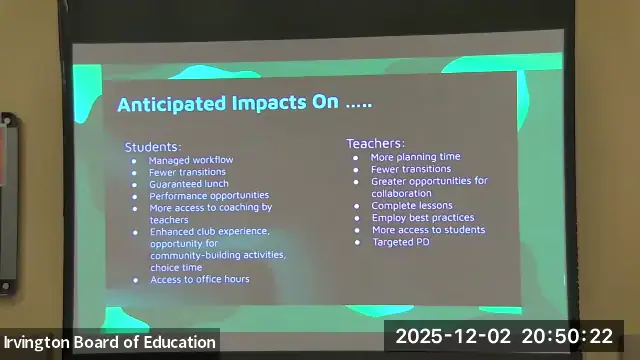 Anticipated Impacts On .....
Students:
● Managed workflow
● Fewer transitions
● Guaranteed lunch
● Performance opportunities
● More access to coaching by
teachers
● Enhanced club experience,
opportunity for
community-building activities,
choice time
● Access to office hours
Teachers:
● More planning time
● Fewer transitions
● Greater opportunities for
collaboration
● Complete lessons
● Employ best practices
● More access to students
● Targeted PD
Irvington Board of Education
2025-12-02 20:50:22